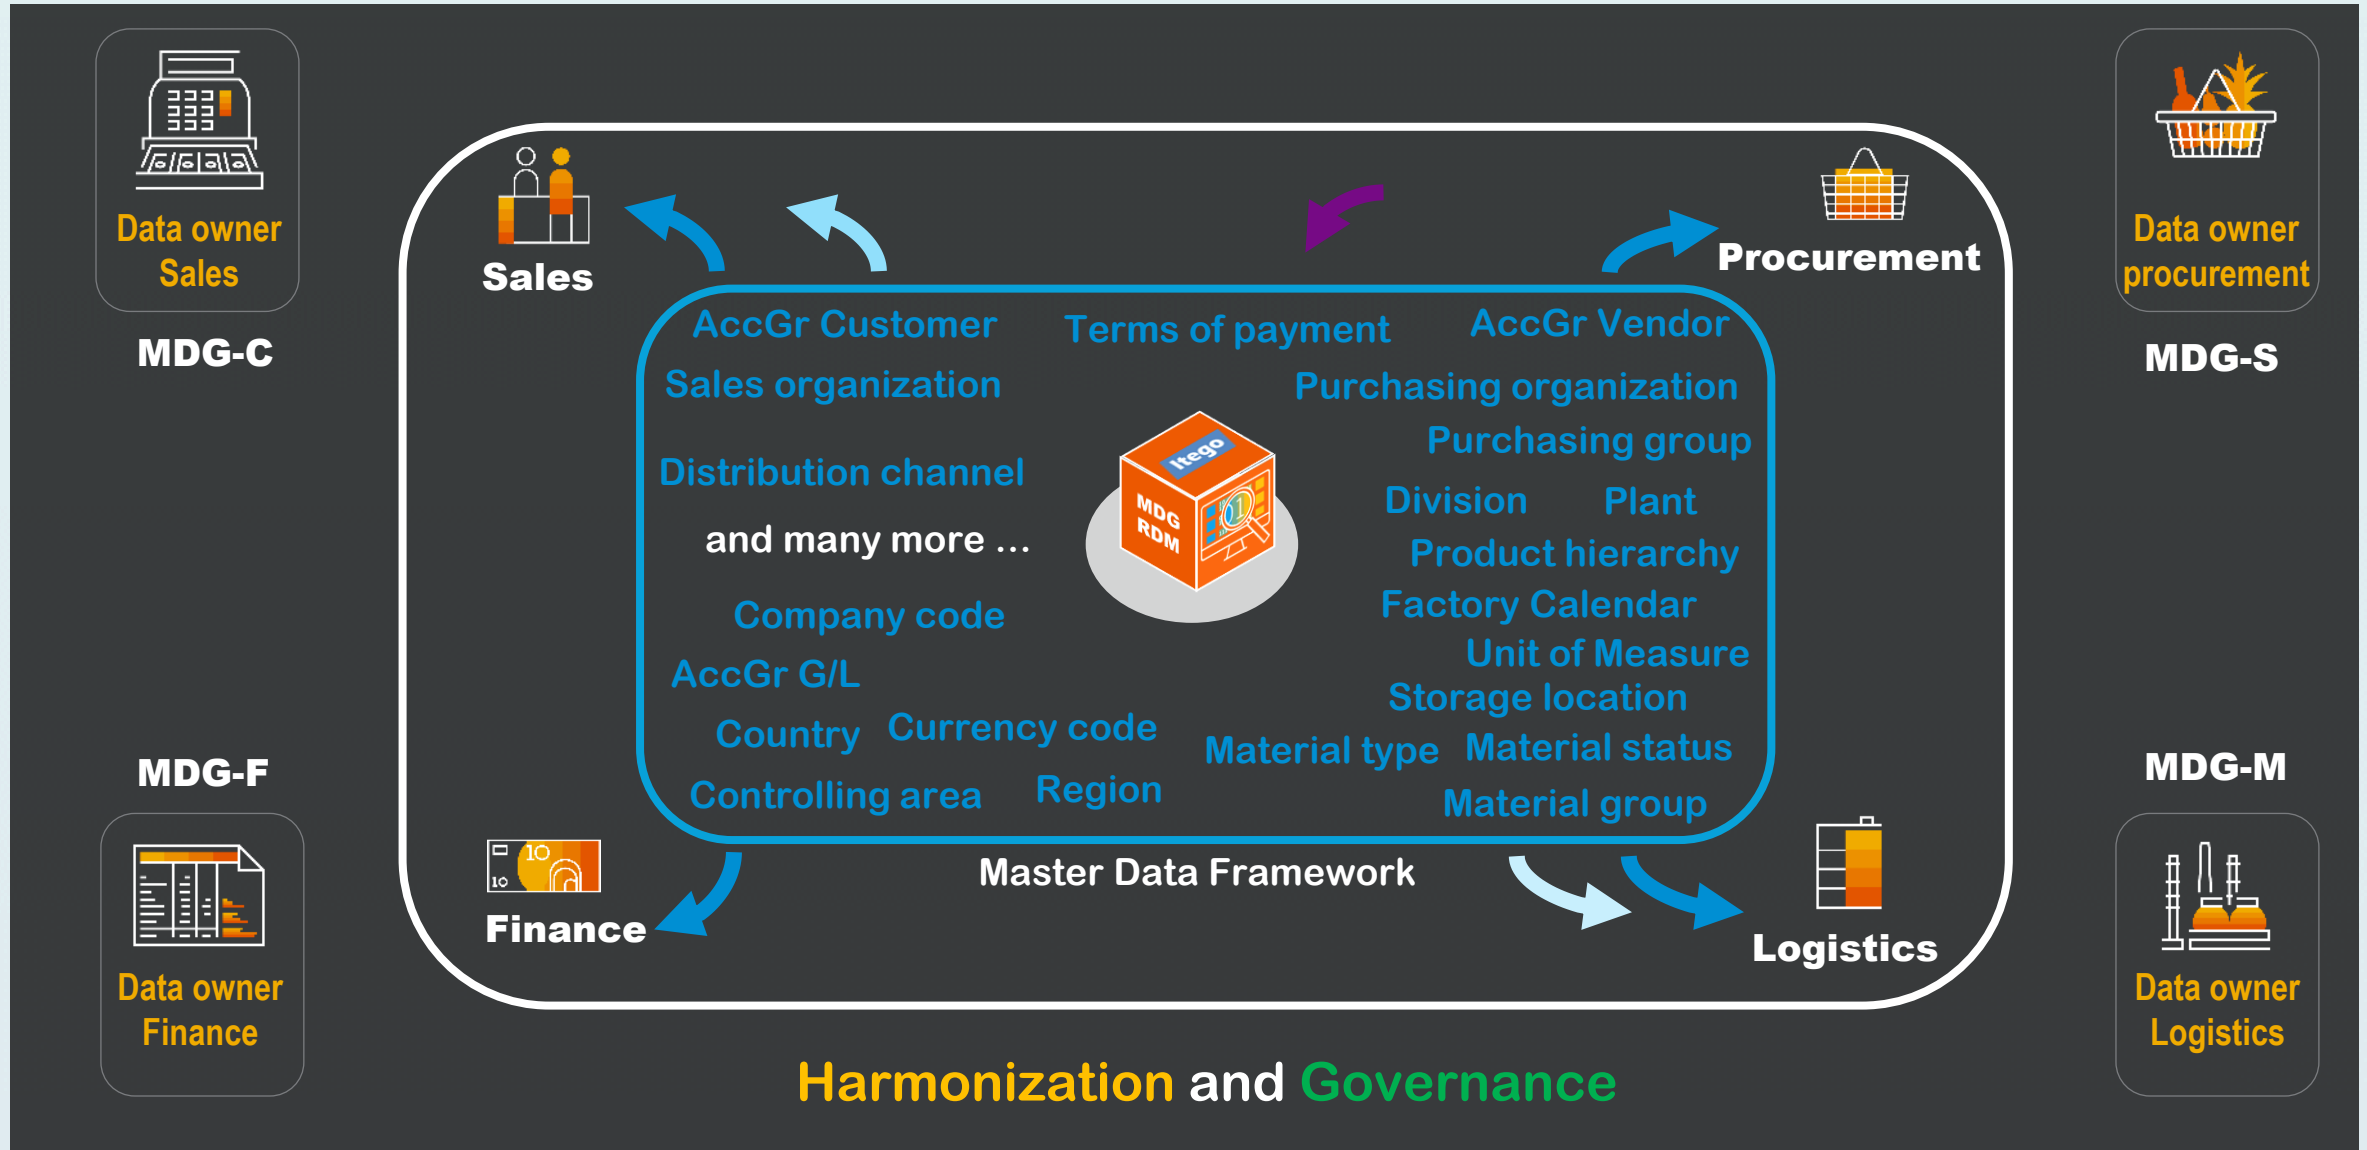 Data owner
Sales
MDG-C
Data owner
procurement
MDG-S
Sales
Procurement
AccGr Customer
Terms of payment
AccGr Vendor
Sales organization
Purchasing organization
Purchasing group
Distribution channel
Division
Plant
and many more ...
Product hierarchy
Itego
MDG
RDM
1
Factory Calendar
Company code
Unit of Measure
AccGr G/L
Storage location
Country
Currency code
Material type
Material status
Controlling area
Region
Material group
Master Data Framework
10
10
Finance
Logistics
MDG-F
Data owner
Finance
MDG-M
Data owner
Logistics
Harmonization and Governance